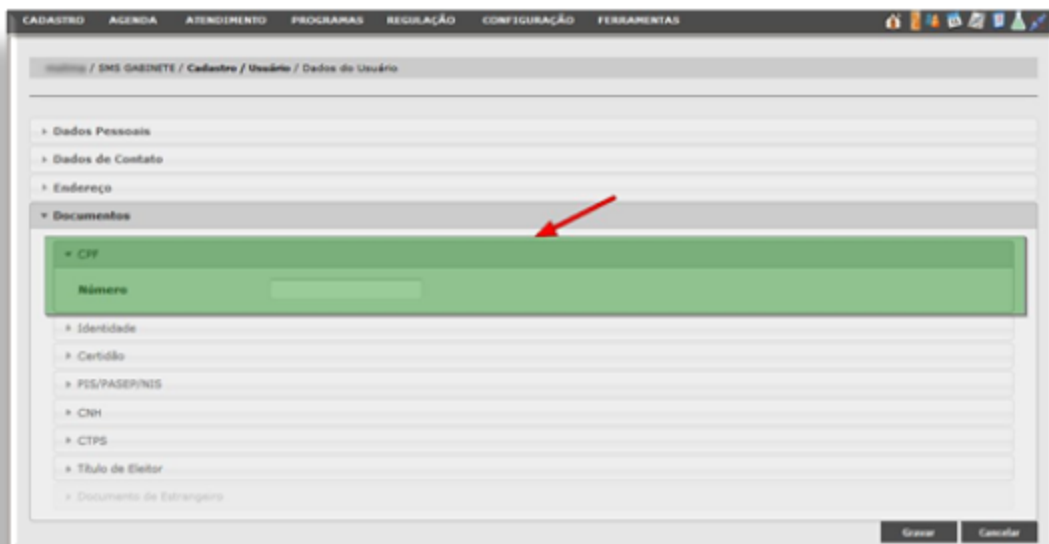 CADASTRO AGENDA ATENDIMENTO PROGRAMAS REGULAÇÃO CONFIGURAÇÃO FERRAMENTAS
/ SMS GABINETE / Cadastro / Usuário / Dados do Usuário
Dados Pessoais
Dados de Contato
Endereço
Documentos
CPF
Número
Identidade
Certidão
PIS/PASEP/NIS
CNH
CTPS
Título de Eleitor
Documento de Estrangeiro
Gravar Cancelar